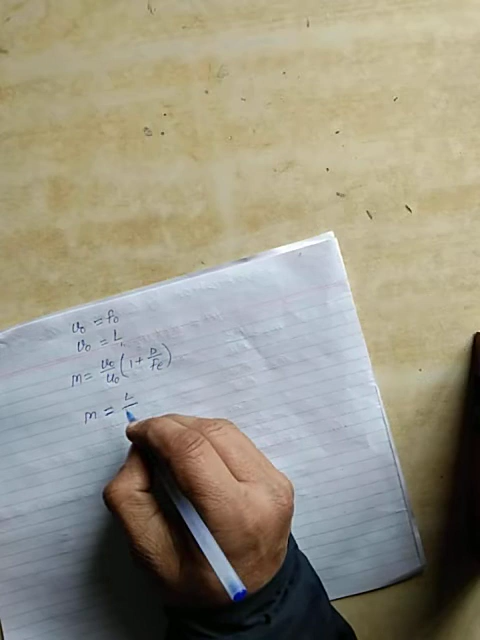 u₀ = f₀
v₀ = L
m = v₀/u₀ (1 + D/fe)
m = L/